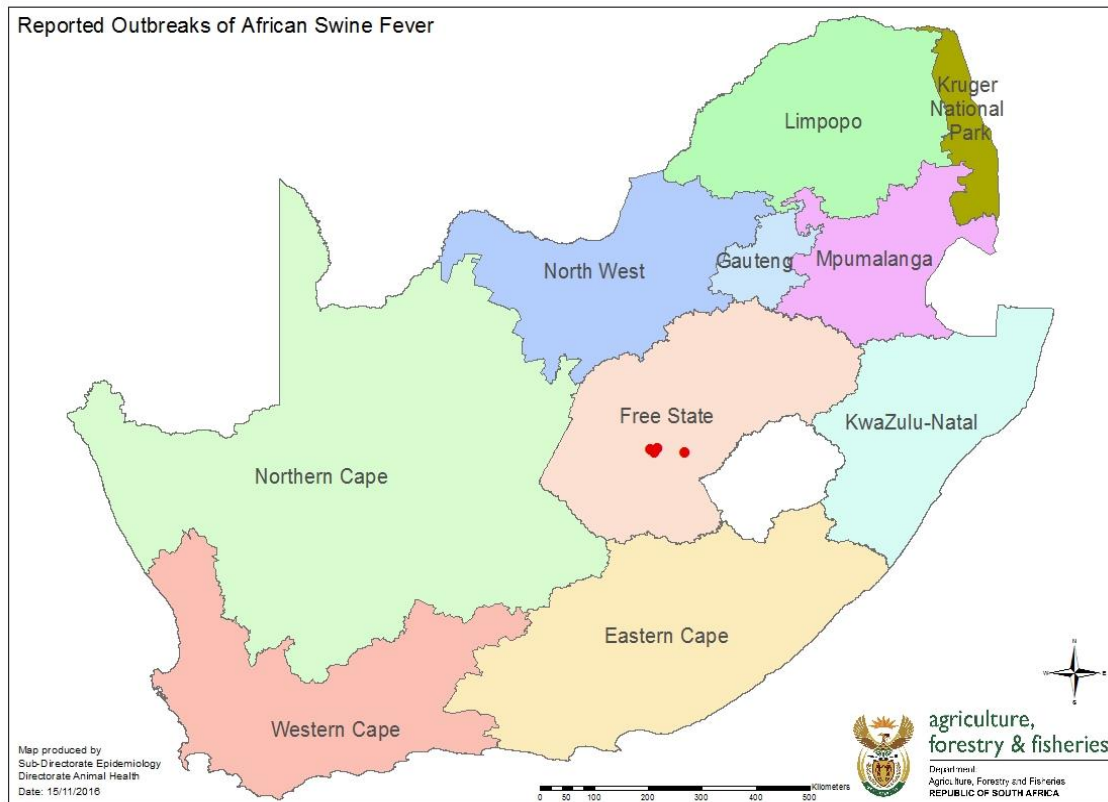 Reported Outbreaks of African Swine Fever
Limpopo
Kruger
National
Park
North West
Gauteng
Mpumalanga
Free State
KwaZulu-Natal
Northern Cape
Eastern Cape
Western Cape
N
W
E
S
Map produced by
Sub-Directorate Epidemiology
Directorate Animal Health
Date: 15/11/2016
Kilometers
0 50 100 200 300 400 500
agriculture,
forestry & fisheries
Department:
Agriculture, Forestry and Fisheries
REPUBLIC OF SOUTH AFRICA